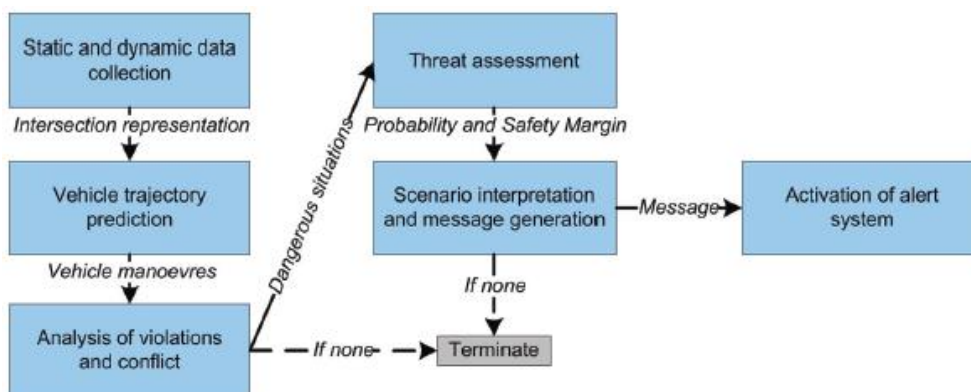 Static and dynamic data
collection
Intersection representation
Vehicle trajectory
prediction
Vehicle manoevres
Analysis of violations
and conflict
Dangerous situations
If none
Threat assessment
Probability and Safety Margin
Scenario interpretation
and message generation
If none
Terminate
Message
Activation of alert
system